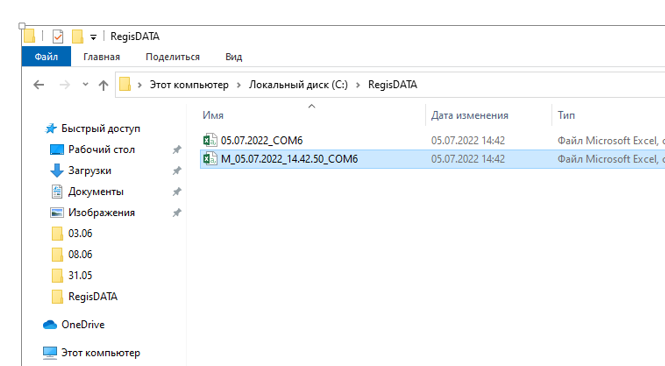 RegisDATA
Файл Главная Поделиться Вид
Этот компьютер Локальный диск (C:) RegisDATA
Имя Дата изменения Тип
Быстрый доступ
Рабочий стол
Загрузки
Документы
Изображения
03.06
08.06
31.05
RegisDATA
OneDrive
Этот компьютер
05.07.2022_COM6 05.07.2022 14:42 Файл Microsoft Excel, с
M_05.07.2022_14.42.50_COM6 05.07.2022 14:42 Файл Microsoft Excel, с